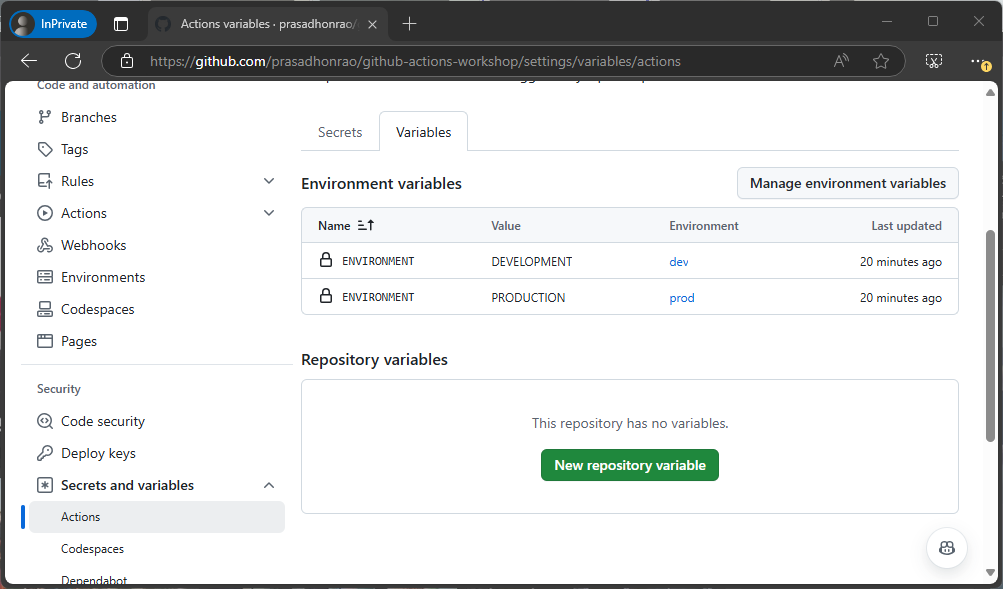 InPrivate
Actions variables · prasadhonrao/
https://github.com/prasadhonrao/github-actions-workshop/settings/variables/actions
Code and automation
Branches
Tags
Rules
Actions
Webhooks
Environments
Codespaces
Pages
Security
Code security
Deploy keys
Secrets and variables
Actions
Codespaces
Dependabot
Secrets Variables
Environment variables Manage environment variables
Name Value Environment Last updated
ENVIRONMENT DEVELOPMENT dev 20 minutes ago
ENVIRONMENT PRODUCTION prod 20 minutes ago
Repository variables
This repository has no variables.
New repository variable